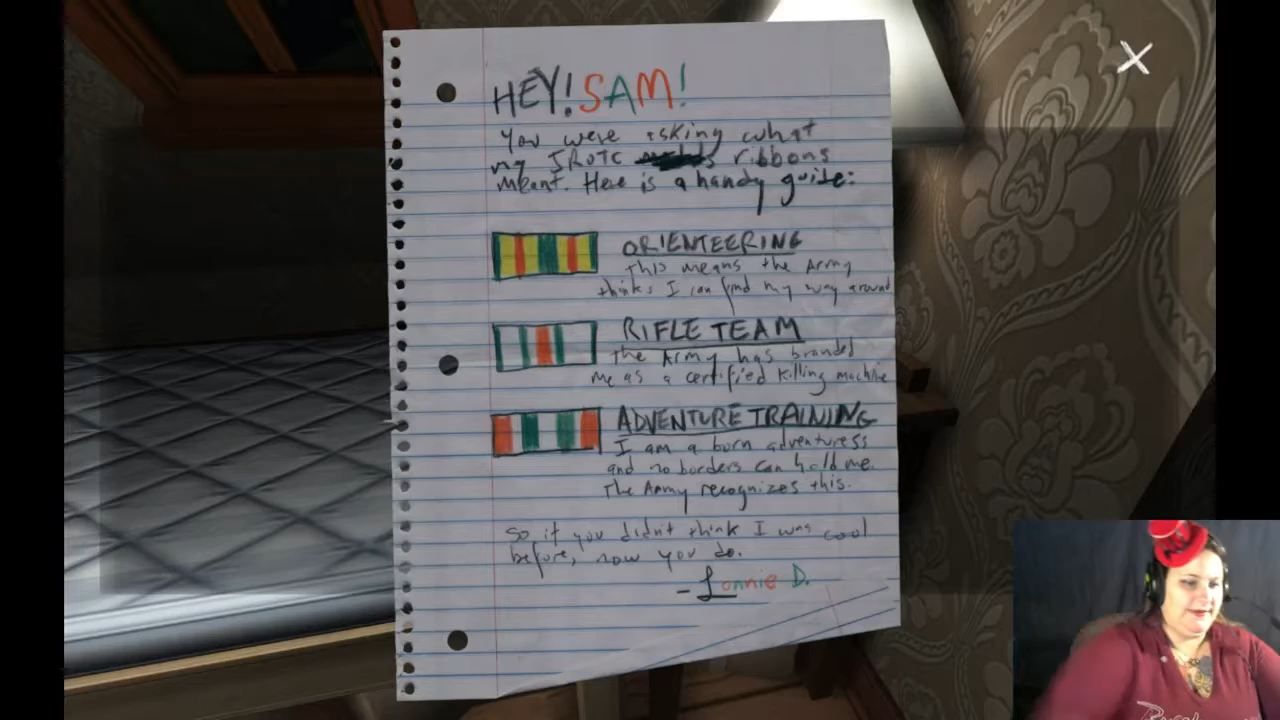 HEY! SAM!
You were asking what
my JROTC ribbons
meant. Here is a handy guide:
ORIENTEERING
This means the Army
thinks I can find my way around
RIFLE TEAM
The Army has branded
me as a certified killing machine
ADVENTURE TRAINING
I am a born adventuress
and no borders can hold me.
The Army recognizes this.
So if you didn't think I was cool
before, now you do.
- Lonnie D.